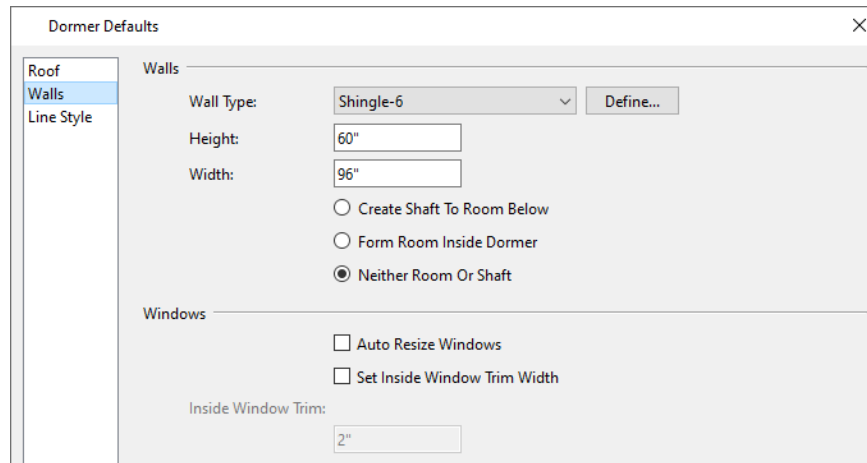 Dormer Defaults
Roof
Walls
Line Style
Walls
Wall Type:
Shingle-6
Define...
Height:
60"
Width:
96"
Create Shaft To Room Below
Form Room Inside Dormer
Neither Room Or Shaft
Windows
Auto Resize Windows
Set Inside Window Trim Width
Inside Window Trim:
2"